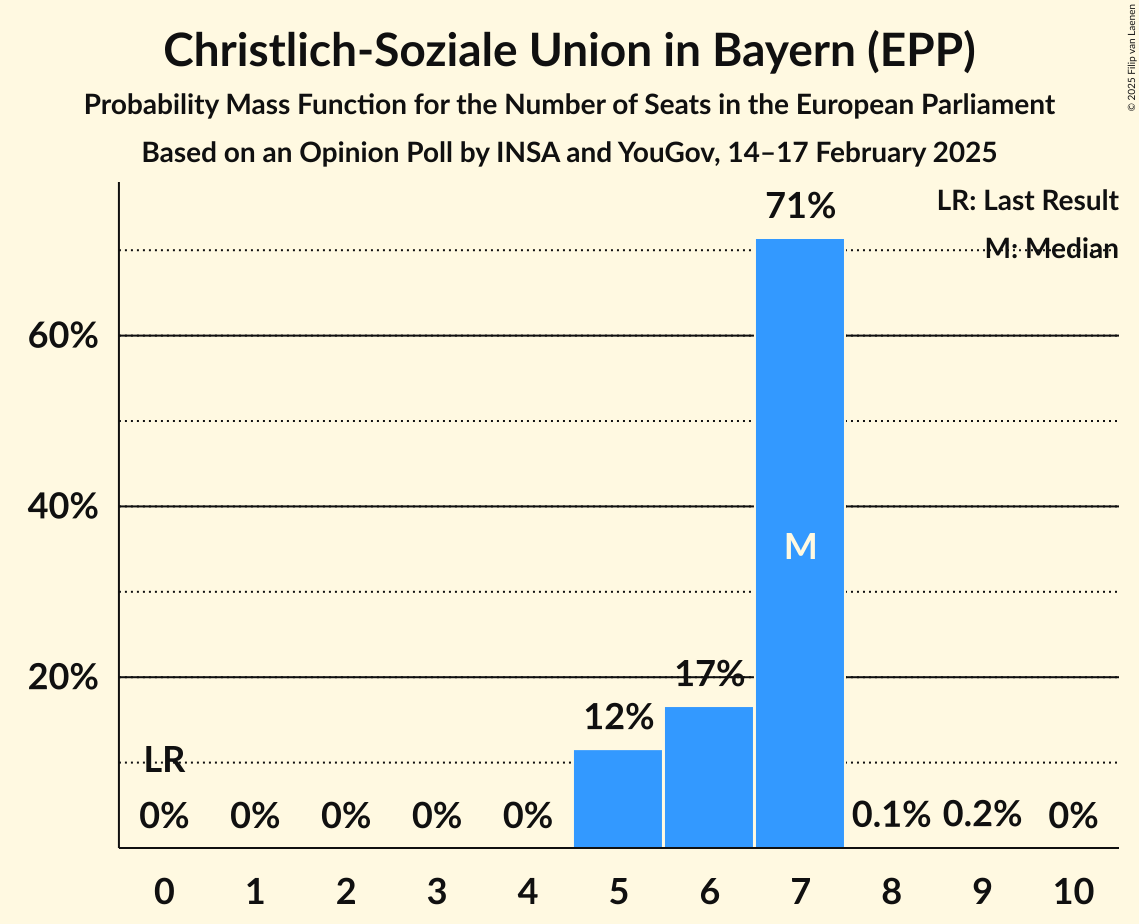 Christlich-Soziale Union in Bayern (EPP)
Probability Mass Function for the Number of Seats in the European Parliament
Based on an Opinion Poll by INSA and YouGov, 14–17 February 2025
© 2025 Filip van Laenen
LR: Last Result
M: Median
71%
60%
40%
M
20%
17%
12%
LR
0% 0% 0% 0% 0% 0.1% 0.2% 0%
0 1 2 3 4 5 6 7 8 9 10